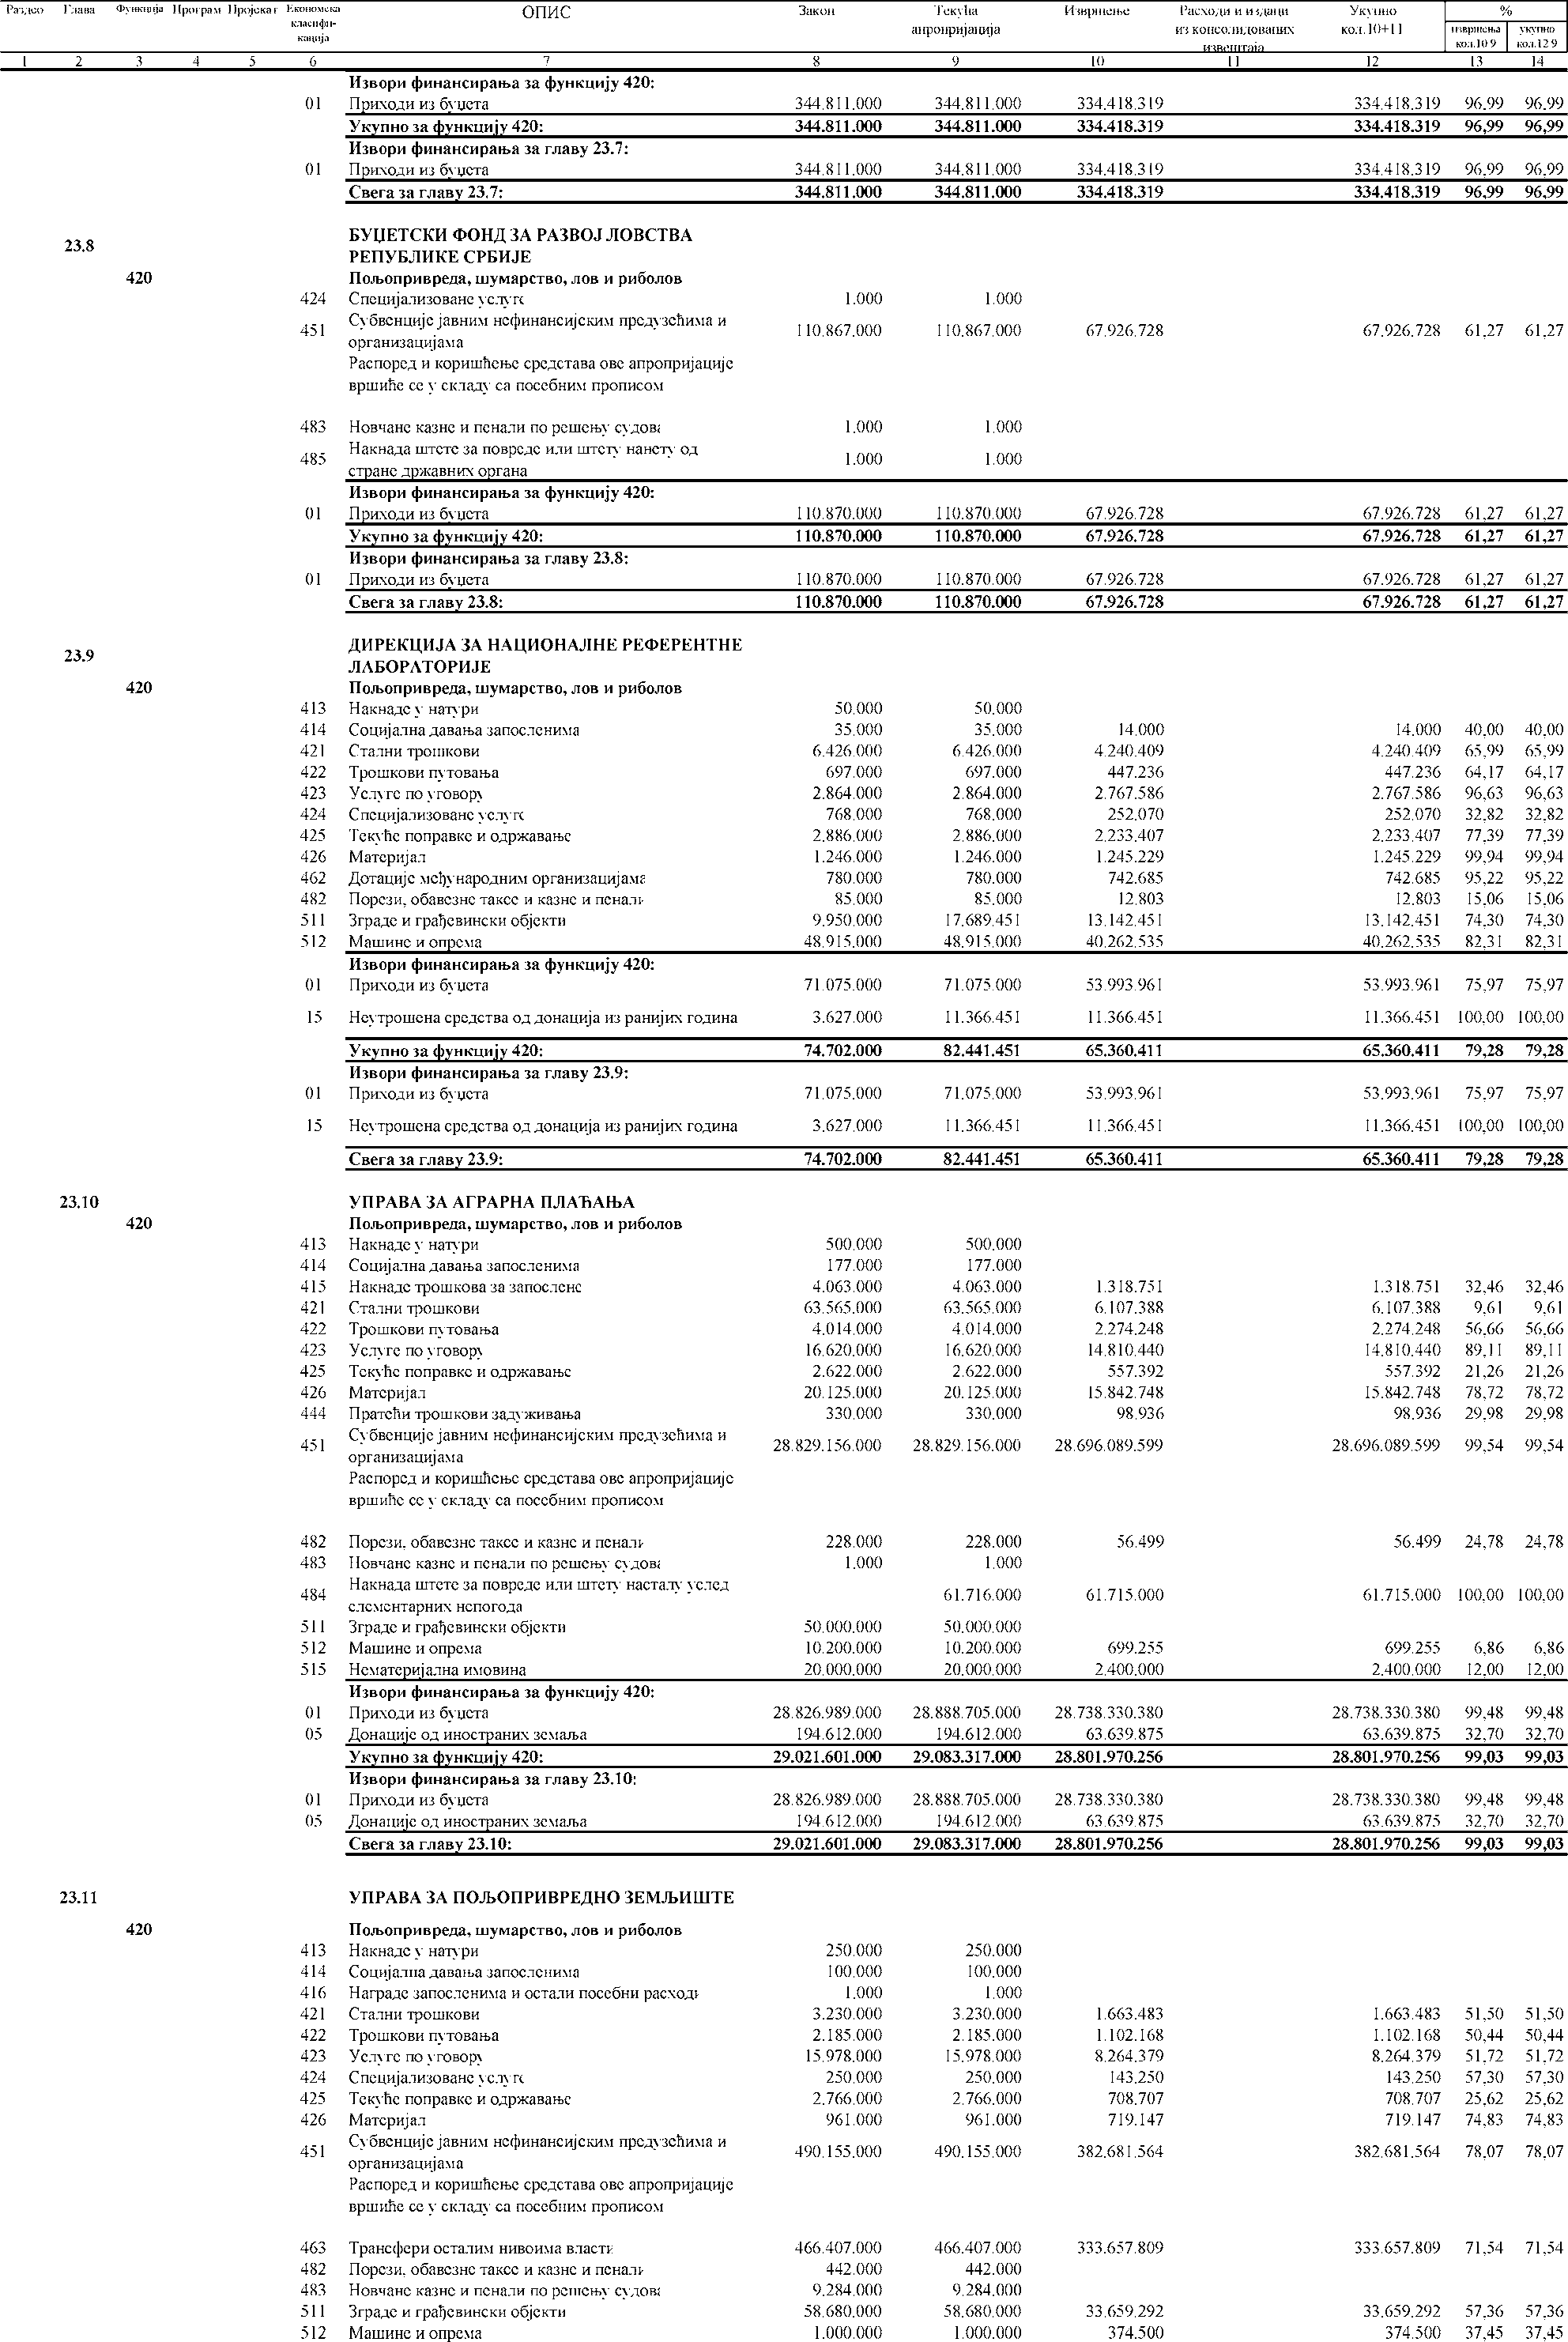 Раздео Глава Функција Програм Пројекат Економска класифи-кација ОПИС Закон Текућа апропријација Извршење Расходи и издаци из консолидованих извештаја Укупно кол.10+11 % извршења кол.10 9 укупно кол.12 9
1 2 3 4 5 6 7 8 9 10 11 12 13 14
Извори финансирања за функцију 420:
01 Приходи из буџета 344.811.000 344.811.000 334.418.319 334.418.319 96,99 96,99
Укупно за функцију 420: 344.811.000 344.811.000 334.418.319 334.418.319 96,99 96,99
Извори финансирања за главу 23.7:
01 Приходи из буџета 344.811.000 344.811.000 334.418.319 334.418.319 96,99 96,99
Свега за главу 23.7: 344.811.000 344.811.000 334.418.319 334.418.319 96,99 96,99
23.8 БУЏЕТСКИ ФОНД ЗА РАЗВОЈ ЛОВСТВА
РЕПУБЛИКЕ СРБИЈЕ
420 Пољопривреда, шумарство, лов и риболов
424 Специјализоване услуге 1.000 1.000
451 Субвенције јавним нефинансијским предузећима и
организацијама 110.867.000 110.867.000 67.926.728 67.926.728 61,27 61,27
Распоред и коришћење средстава ове апропријације
вршиће се у складу са посебним прописом
483 Новчане казне и пенали по решењу судова 1.000 1.000
485 Накнада штете за повреде или штету нанету од
стране државних органа 1.000 1.000
Извори финансирања за функцију 420:
01 Приходи из буџета 110.870.000 110.870.000 67.926.728 67.926.728 61,27 61,27
Укупно за функцију 420: 110.870.000 110.870.000 67.926.728 67.926.728 61,27 61,27
Извори финансирања за главу 23.8:
01 Приходи из буџета 110.870.000 110.870.000 67.926.728 67.926.728 61,27 61,27
Свега за главу 23.8: 110.870.000 110.870.000 67.926.728 67.926.728 61,27 61,27
23.9 ДИРЕКЦИЈА ЗА НАЦИОНАЛНЕ РЕФЕРЕНТНЕ
ЛАБОРАТОРИЈЕ
420 Пољопривреда, шумарство, лов и риболов
413 Накнаде у натури 50.000 50.000
414 Социјална давања запосленима 35.000 35.000 14.000 14.000 40,00 40,00
421 Стални трошкови 6.426.000 6.426.000 4.240.409 4.240.409 65,99 65,99
422 Трошкови путовања 697.000 697.000 447.236 447.236 64,17 64,17
423 Услуге по уговору 2.864.000 2.864.000 2.767.586 2.767.586 96,63 96,63
424 Специјализоване услуге 768.000 768.000 252.070 252.070 32,82 32,82
425 Текуће поправке и одржавање 2.886.000 2.886.000 2.233.407 2.233.407 77,39 77,39
426 Материјал 1.246.000 1.246.000 1.245.229 1.245.229 99,94 99,94
462 Дотације међународним организацијама 780.000 780.000 742.685 742.685 95,22 95,22
482 Порези, обавезне таксе и казне и пенали 85.000 85.000 12.803 12.803 15,06 15,06
511 Зграде и грађевински објекти 9.950.000 17.689.451 13.142.451 13.142.451 74,30 74,30
512 Машине и опрема 48.915.000 48.915.000 40.262.535 40.262.535 82,31 82,31
Извори финансирања за функцију 420:
01 Приходи из буџета 71.075.000 71.075.000 53.993.961 53.993.961 75,97 75,97
15 Неутрошена средства од донација из ранијих година 3.627.000 11.366.451 11.366.451 11.366.451 100,00 100,00
Укупно за функцију 420: 74.702.000 82.441.451 65.360.411 65.360.411 79,28 79,28
Извори финансирања за главу 23.9:
01 Приходи из буџета 71.075.000 71.075.000 53.993.961 53.993.961 75,97 75,97
15 Неутрошена средства од донација из ранијих година 3.627.000 11.366.451 11.366.451 11.366.451 100,00 100,00
Свега за главу 23.9: 74.702.000 82.441.451 65.360.411 65.360.411 79,28 79,28
23.10 УПРАВА ЗА АГРАРНА ПЛАЋАЊА
420 Пољопривреда, шумарство, лов и риболов
413 Накнаде у натури 500.000 500.000
414 Социјална давања запосленима 177.000 177.000
415 Накнаде трошкова за запослене 4.063.000 4.063.000 1.318.751 1.318.751 32,46 32,46
421 Стални трошкови 63.565.000 63.565.000 6.107.388 6.107.388 9,61 9,61
422 Трошкови путовања 4.014.000 4.014.000 2.274.248 2.274.248 56,66 56,66
423 Услуге по уговору 16.620.000 16.620.000 14.810.440 14.810.440 89,11 89,11
425 Текуће поправке и одржавање 2.622.000 2.622.000 557.392 557.392 21,26 21,26
426 Материјал 20.125.000 20.125.000 15.842.748 15.842.748 78,72 78,72
444 Пратећи трошкови задуживања 330.000 330.000 98.936 98.936 29,98 29,98
451 Субвенције јавним нефинансијским предузећима и
организацијама 28.829.156.000 28.829.156.000 28.696.089.599 28.696.089.599 99,54 99,54
Распоред и коришћење средстава ове апропријације
вршиће се у складу са посебним прописом
482 Порези, обавезне таксе и казне и пенали 228.000 228.000 56.499 56.499 24,78 24,78
483 Новчане казне и пенали по решењу судова 1.000 1.000
484 Накнада штете за повреде или штету насталу услед
елементарних непогода 61.716.000 61.715.000 61.715.000 100,00 100,00
511 Зграде и грађевински објекти 50.000.000 50.000.000
512 Машине и опрема 10.200.000 10.200.000 699.255 699.255 6,86 6,86
515 Нематеријална имовина 20.000.000 20.000.000 2.400.000 2.400.000 12,00 12,00
Извори финансирања за функцију 420:
01 Приходи из буџета 28.826.989.000 28.888.705.000 28.738.330.380 28.738.330.380 99,48 99,48
05 Донације од иностраних земаља 194.612.000 194.612.000 63.639.875 63.639.875 32,70 32,70
Укупно за функцију 420: 29.021.601.000 29.083.317.000 28.801.970.256 28.801.970.256 99,03 99,03
Извори финансирања за главу 23.10:
01 Приходи из буџета 28.826.989.000 28.888.705.000 28.738.330.380 28.738.330.380 99,48 99,48
05 Донације од иностраних земаља 194.612.000 194.612.000 63.639.875 63.639.875 32,70 32,70
Свега за главу 23.10: 29.021.601.000 29.083.317.000 28.801.970.256 28.801.970.256 99,03 99,03
23.11 УПРАВА ЗА ПОЉОПРИВРЕДНО ЗЕМЉИШТЕ
420 Пољопривреда, шумарство, лов и риболов
413 Накнаде у натури 250.000 250.000
414 Социјална давања запосленима 100.000 100.000
416 Награде запосленима и остали посебни расходи 1.000 1.000
421 Стални трошкови 3.230.000 3.230.000 1.663.483 1.663.483 51,50 51,50
422 Трошкови путовања 2.185.000 2.185.000 1.102.168 1.102.168 50,44 50,44
423 Услуге по уговору 15.978.000 15.978.000 8.264.379 8.264.379 51,72 51,72
424 Специјализоване услуге 250.000 250.000 143.250 143.250 57,30 57,30
425 Текуће поправке и одржавање 2.766.000 2.766.000 708.707 708.707 25,62 25,62
426 Материјал 961.000 961.000 719.147 719.147 74,83 74,83
451 Субвенције јавним нефинансијским предузећима и
организацијама 490.155.000 490.155.000 382.681.564 382.681.564 78,07 78,07
Распоред и коришћење средстава ове апропријације
вршиће се у складу са посебним прописом
463 Трансфери осталим нивоима власти 466.407.000 466.407.000 333.657.809 333.657.809 71,54 71,54
482 Порези, обавезне таксе и казне и пенали 442.000 442.000
483 Новчане казне и пенали по решењу судова 9.284.000 9.284.000
511 Зграде и грађевински објекти 58.680.000 58.680.000 33.659.292 33.659.292 57,36 57,36
512 Машине и опрема 1.000.000 1.000.000 374.500 374.500 37,45 37,45